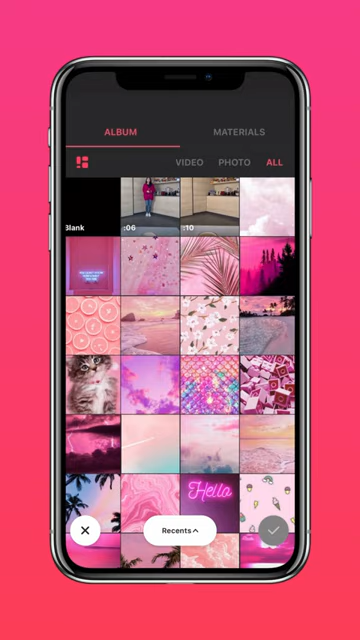 ALBUM MATERIALS
VIDEO PHOTO ALL
Blank :06 :10
Hello
Recents